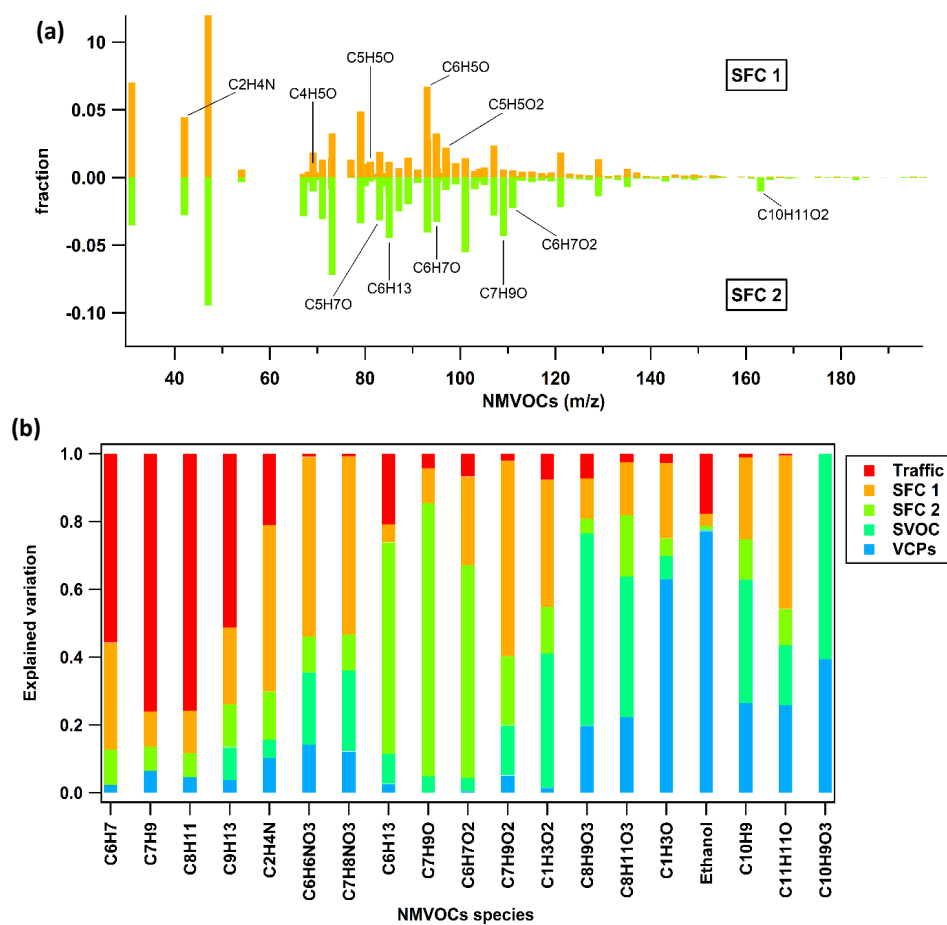 (a)
10
0.05
0.00
-0.05
-0.10
fraction
C2H4N
C4H5O
C5H5O
C6H5O
C5H5O2
SFC 1
C5H7O
C6H13
C6H7O
C7H9O
C6H7O2
C10H11O2
SFC 2
40 60 80 100 120 140 160 180
NMVOCs (m/z)
(b)
1.0
0.8
0.6
0.4
0.2
0.0
Explained variation
Traffic
SFC 1
SFC 2
SVOC
VCPs
C6H7
C7H9
C8H11
C9H13
C2H4N
C6H6NO3
C7H8NO3
C6H13
C7H9O
C6H7O2
C7H9O2
C1H3O2
C8H9O3
C8H11O3
C1H3O
Ethanol
C10H9
C11H11O
C10H9O3
NMVOCs species